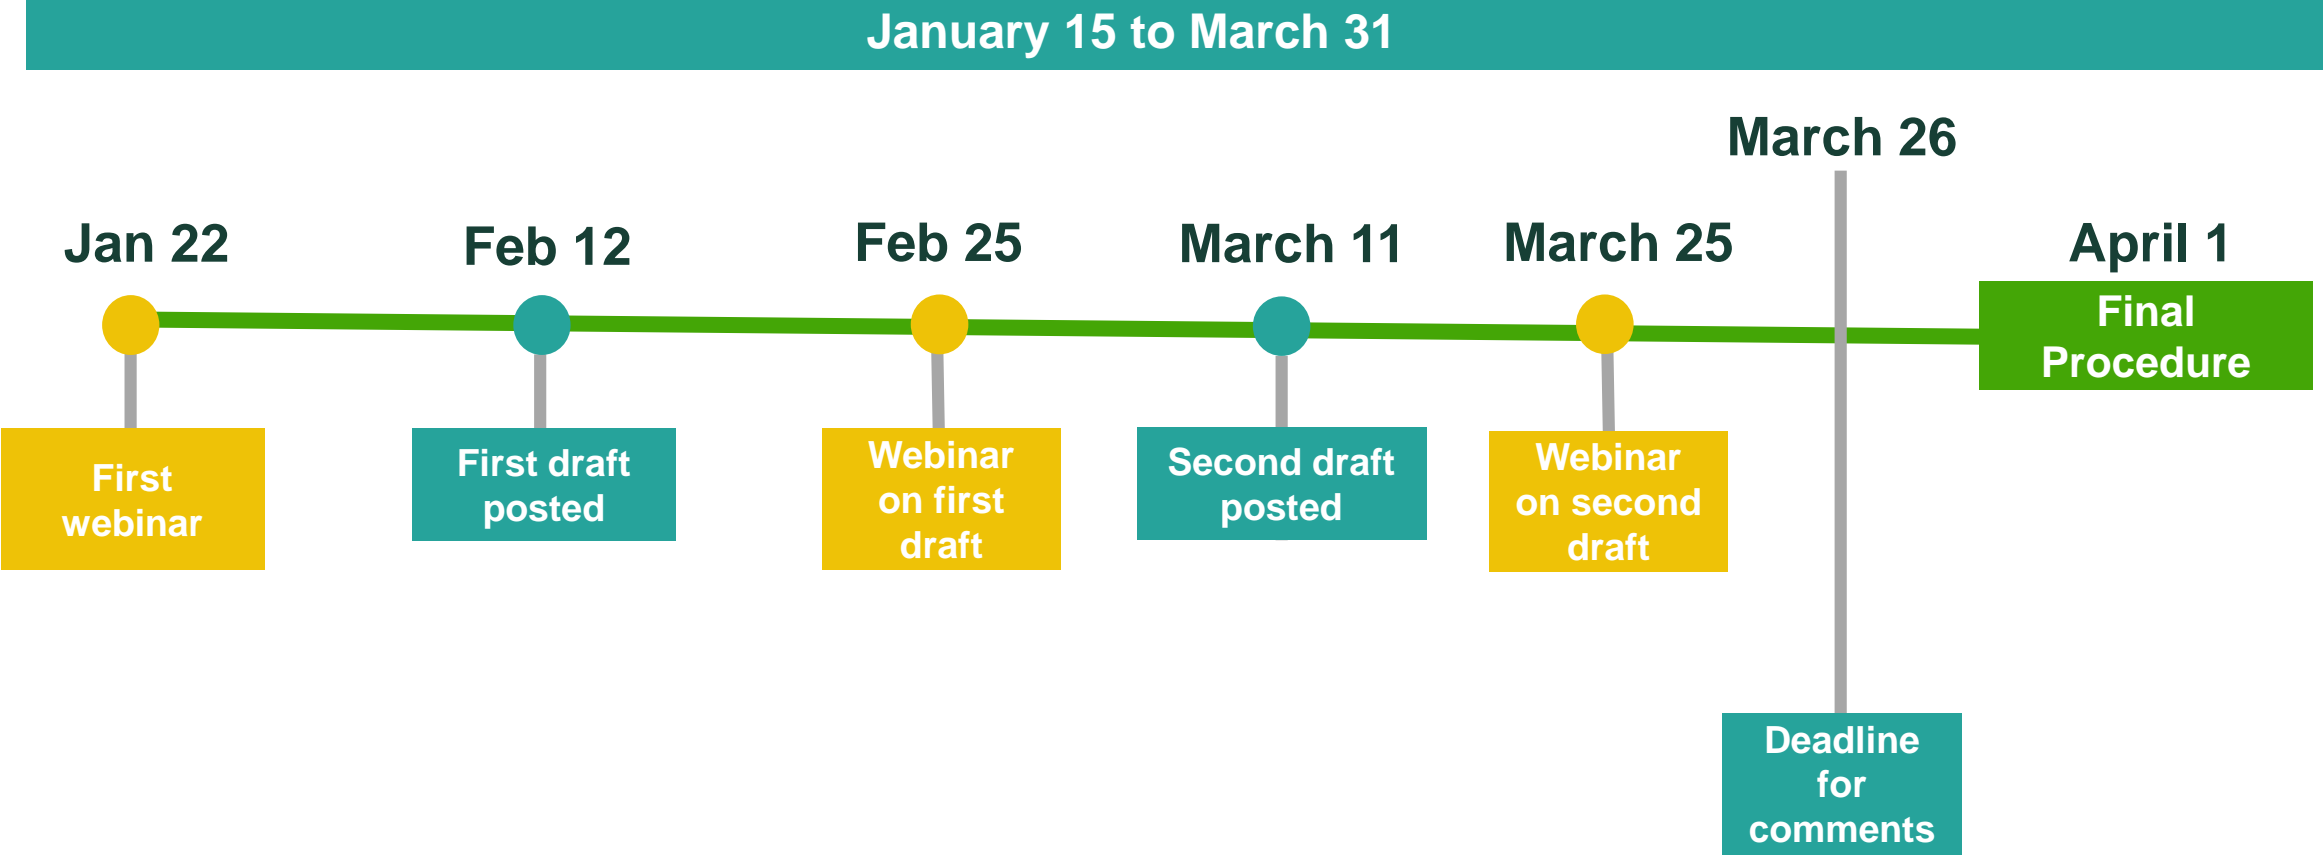 January 15 to March 31
March 26
Jan 22
Feb 12
Feb 25
March 11
March 25
April 1
Final
Procedure
First
webinar
First draft
posted
Webinar
on first
draft
Second draft
posted
Webinar
on second
draft
Deadline
for
comments